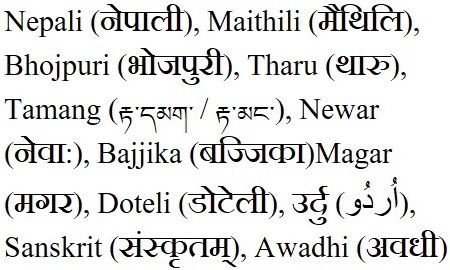 Nepali (नेपाली), Maithili (मैथिलि),
Bhojpuri (भोजपुरी), Tharu (थारु),
Tamang (རྟ་དམག་ / རྟ་མང་), Newar
(नेवाः), Bajjika (बज्जिका)Magar
(मगर), Doteli (डोटेली), उर्दु (اُردُو),
Sanskrit (संस्कृतम्), Awadhi (अवधी)